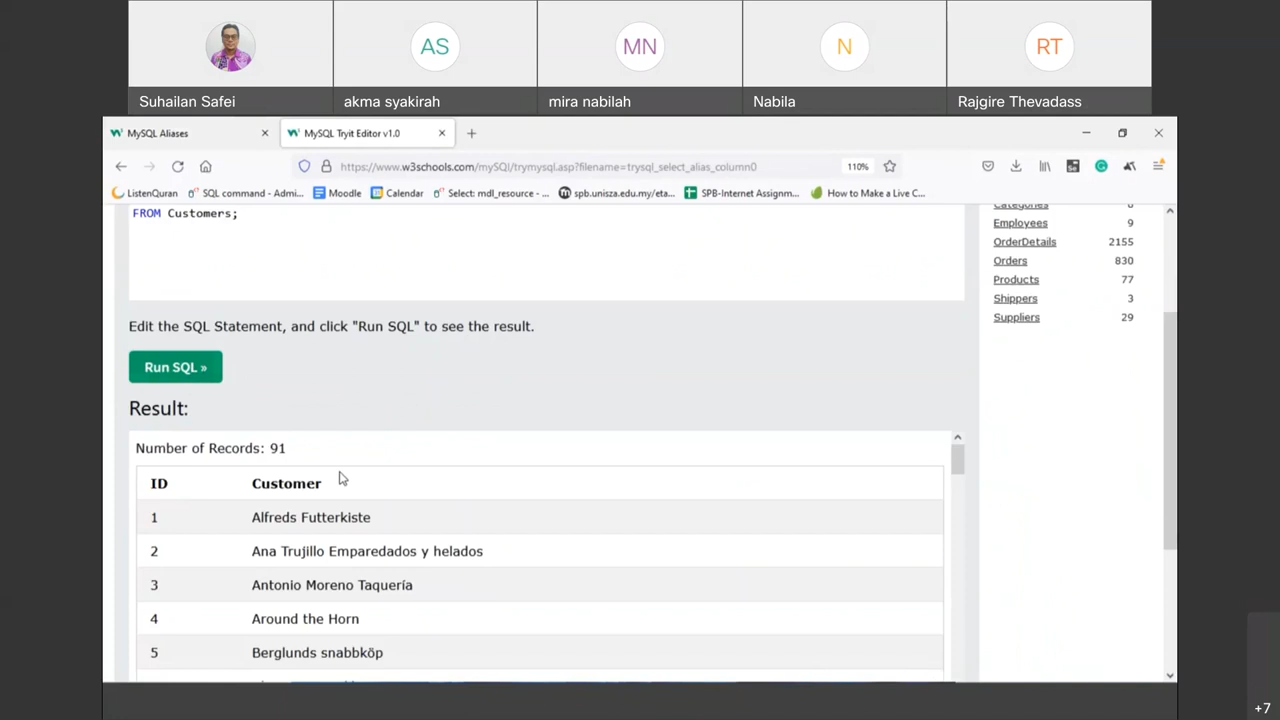 AS
MN
N
RT
Suhailan Safei
akma syakirah
mira nabilah
Nabila
Rajgire Thevadass
MySQL Aliases
MySQL Tryit Editor v1.0
https://www.w3schools.com/mySQl/trymysql.asp?filename=trysql_select_alias_column0
110%
ListenQuran
SQL command - Admi...
Moodle
Calendar
Select: mdl_resource - ...
spb.unisza.edu.my/eta...
SPB-Internet Assignm...
How to Make a Live C...
FROM Customers;
Categories 8
Employees 9
OrderDetails 2155
Orders 830
Products 77
Shippers 3
Suppliers 29
Edit the SQL Statement, and click "Run SQL" to see the result.
Run SQL »
Result:
Number of Records: 91
ID Customer
1 Alfreds Futterkiste
2 Ana Trujillo Emparedados y helados
3 Antonio Moreno Taquería
4 Around the Horn
5 Berglunds snabbköp
+7